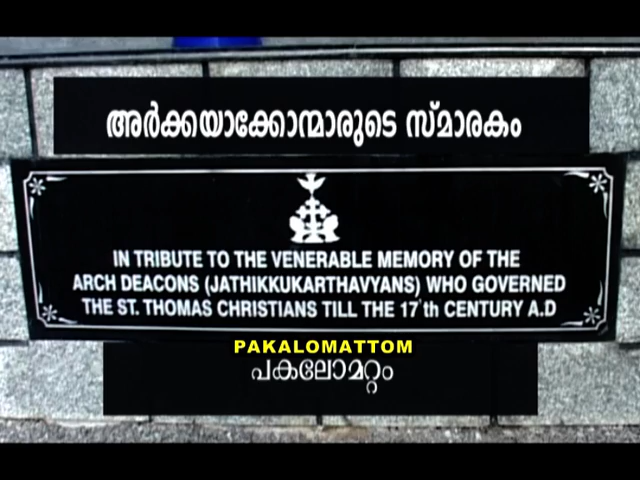 അർക്കയാക്കോന്മാരുടെ സ്മാരകം
IN TRIBUTE TO THE VENERABLE MEMORY OF THE
ARCH DEACONS (JATHIKKUKARTHAVYANS) WHO GOVERNED
THE ST. THOMAS CHRISTIANS TILL THE 17'th CENTURY A.D
PAKALOMATTOM
പകലോമറ്റം